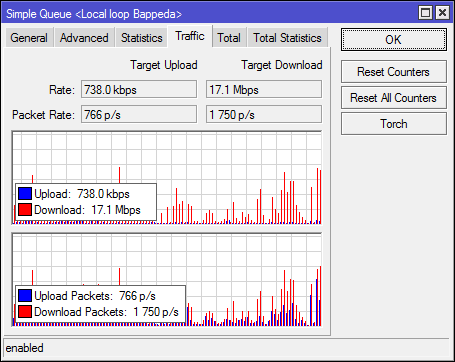 Simple Queue <Local loop Bappeda>
General Advanced Statistics Traffic Total Total Statistics
OK
Target Upload Target Download
Reset Counters
Rate: 738.0 kbps 17.1 Mbps
Reset All Counters
Packet Rate: 766 p/s 1 750 p/s
Torch
Upload: 738.0 kbps
Download: 17.1 Mbps
Upload Packets: 766 p/s
Download Packets: 1 750 p/s
enabled